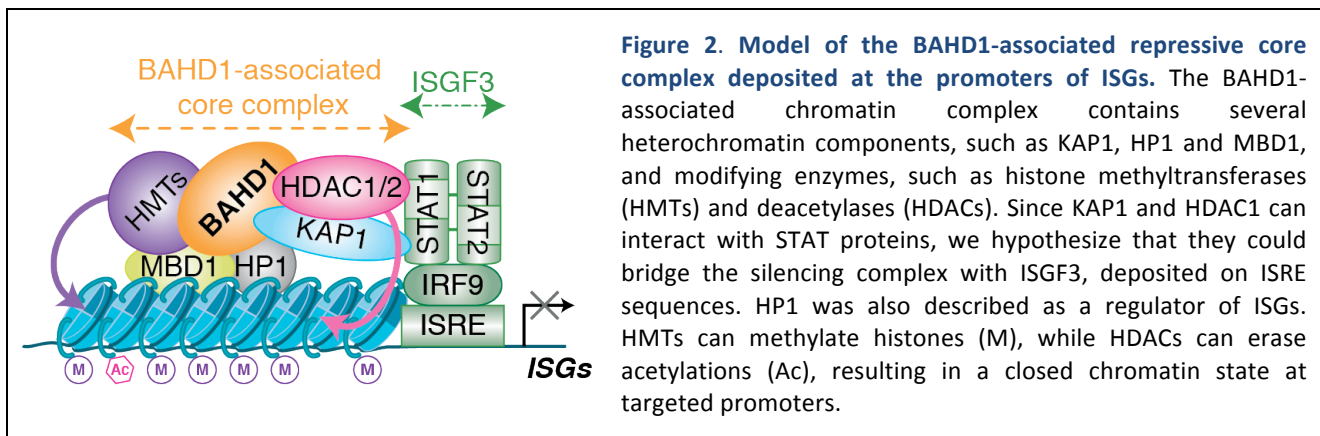 BAHD1-associated
core complex
ISGF3
HMTs
BAHD1
HDAC1/2
KAP1
STAT1
STAT2
MBD1
HP1
IRF9
ISRE
M
Ac
M
M
M
M
M
ISGs
Figure 2. Model of the BAHD1-associated repressive core
complex deposited at the promoters of ISGs. The BAHD1-
associated chromatin complex contains several
heterochromatin components, such as KAP1, HP1 and MBD1,
and modifying enzymes, such as histone methyltransferases
(HMTs) and deacetylases (HDACs). Since KAP1 and HDAC1 can
interact with STAT proteins, we hypothesize that they could
bridge the silencing complex with ISGF3, deposited on ISRE
sequences. HP1 was also described as a regulator of ISGs.
HMTs can methylate histones (M), while HDACs can erase
acetylations (Ac), resulting in a closed chromatin state at
targeted promoters.